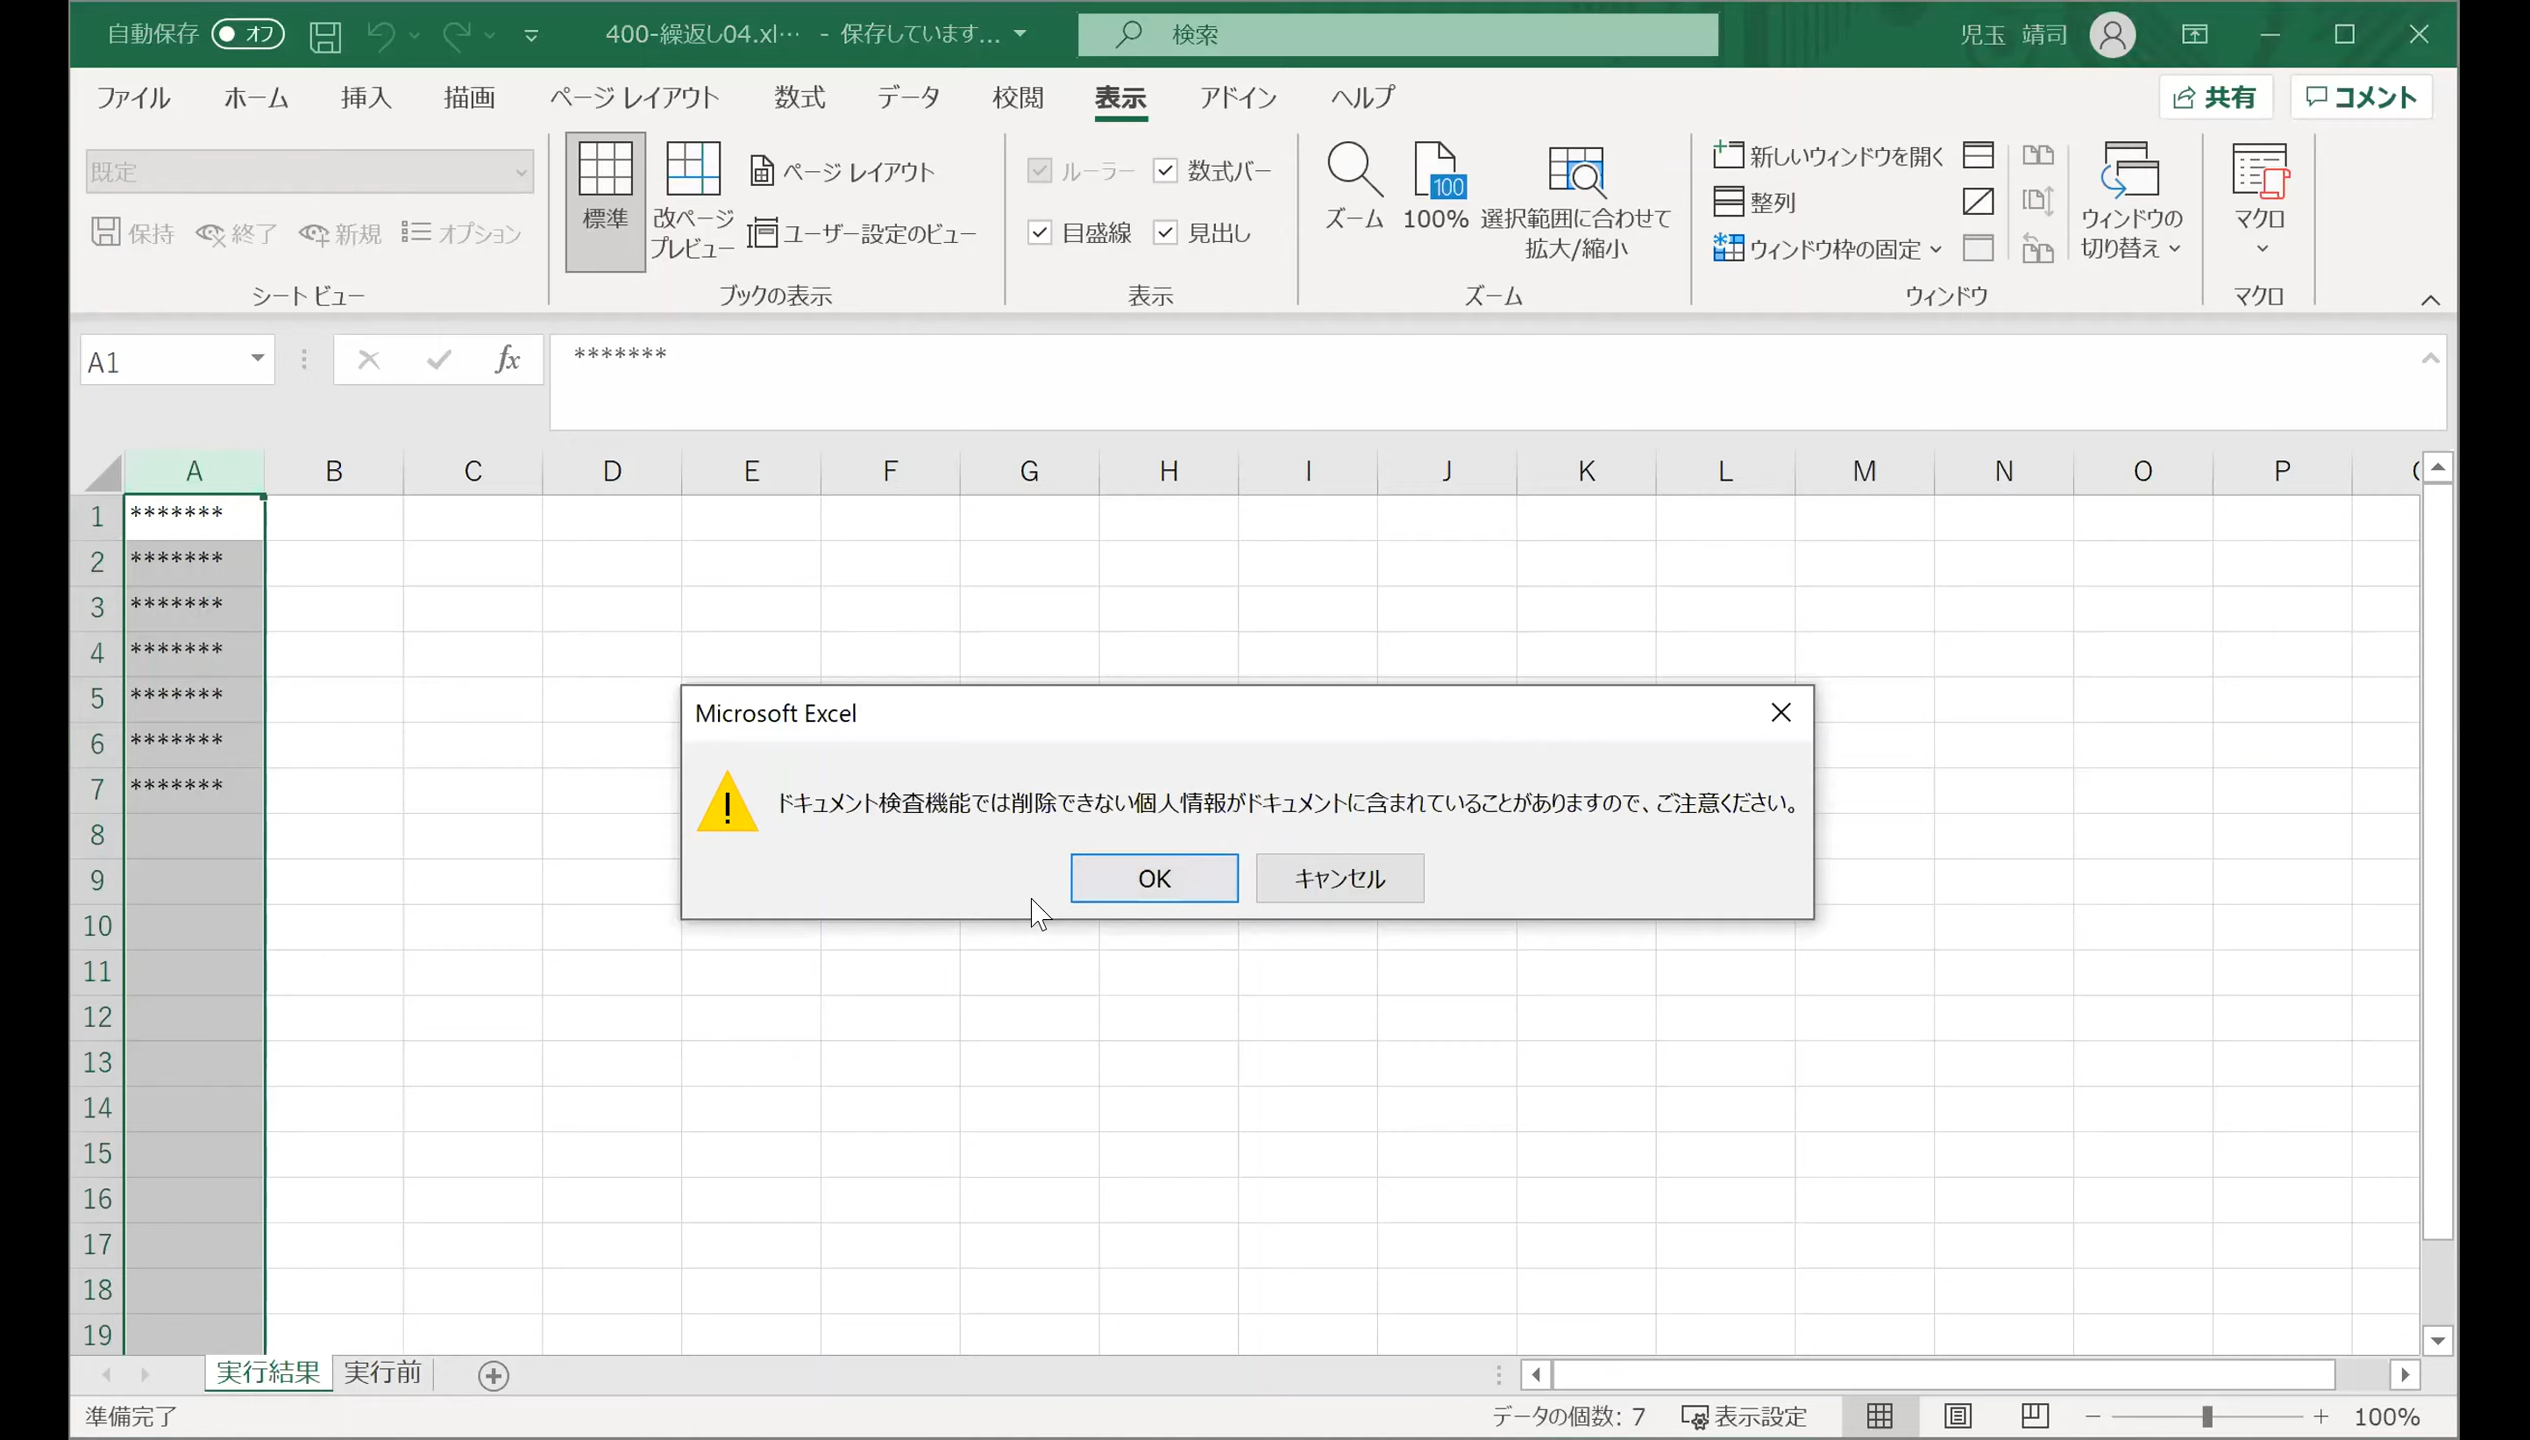 自動保存 オフ 400-繰返し04.xl… - 保存しています… 検索 児玉 靖司
ファイル ホーム 挿入 描画 ページ レイアウト 数式 データ 校閲 表示 アドイン ヘルプ 共有 コメント
既定
保持 終了 新規 オプション
シート ビュー
標準
改ページ
プレビュー
ページ レイアウト
ユーザー設定のビュー
ブックの表示
ルーラー 数式バー
目盛線 見出し
表示
ズーム
100
100%
選択範囲に合わせて
拡大/縮小
ズーム
新しいウィンドウを開く
整列
ウィンドウ枠の固定
ウィンドウの
切り替え
ウィンドウ
マクロ
マクロ
A1 fx *******
A B C D E F G H I J K L M N O P
1 *******
2 *******
3 *******
4 *******
5 *******
6 *******
7 *******
8
9
10
11
12
13
14
15
16
17
18
19
Microsoft Excel
ドキュメント検査機能では削除できない個人情報がドキュメントに含まれていることがありますので、ご注意ください。
OK キャンセル
実行結果 実行前
準備完了 データの個数: 7 表示設定 100%